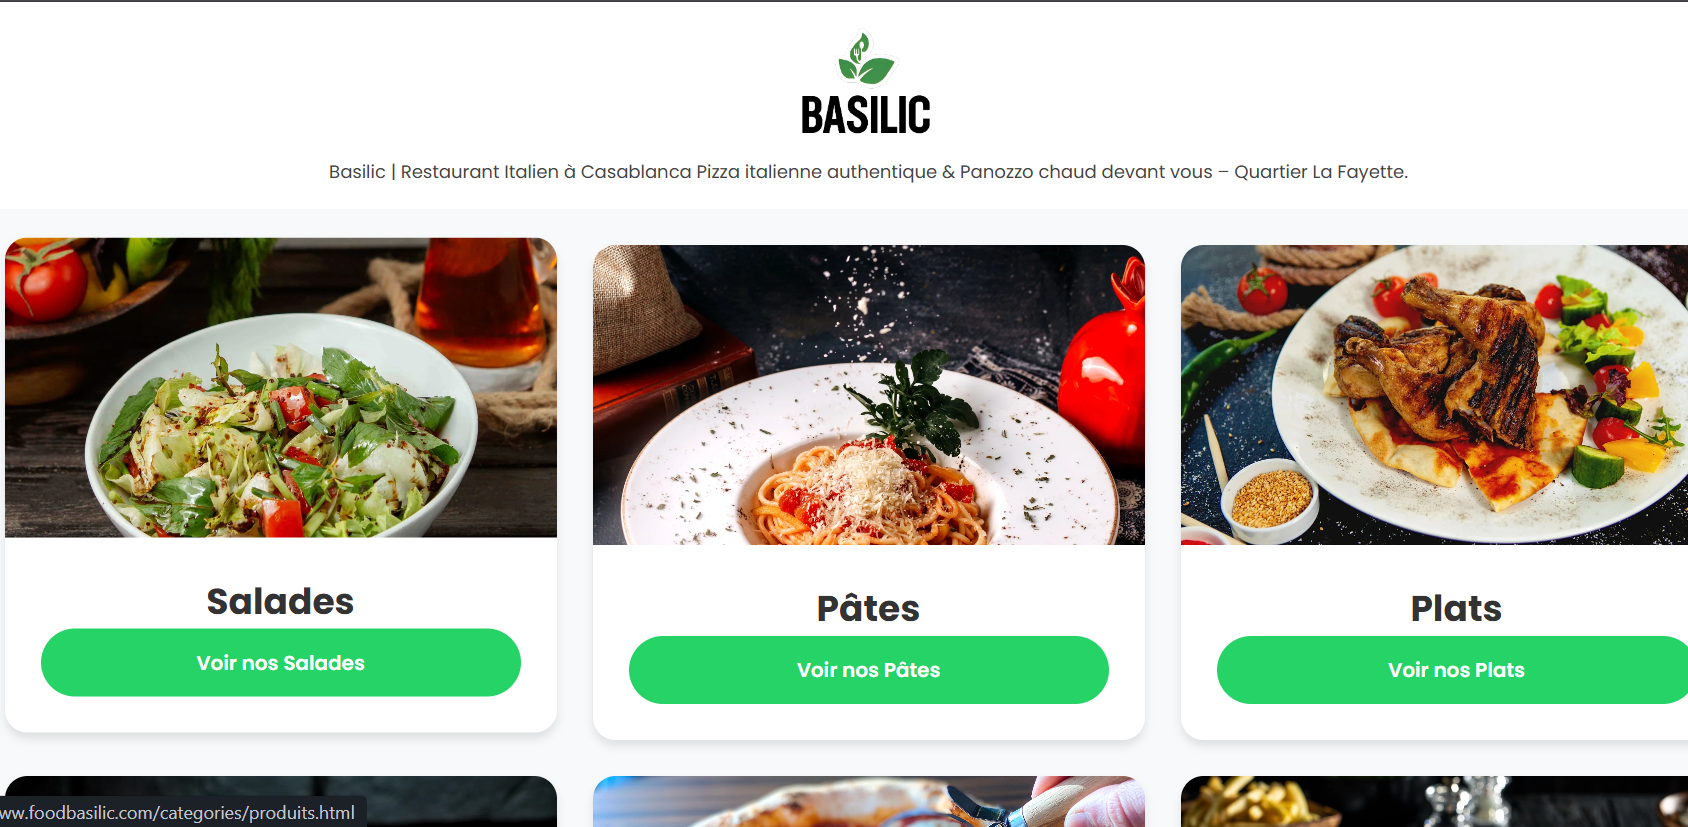 BASILIC
Basilic | Restaurant Italien à Casablanca Pizza italienne authentique & Panozzo chaud devant vous – Quartier La Fayette.
Salades
Voir nos Salades
Pâtes
Voir nos Pâtes
Plats
Voir nos Plats
ww.foodbasilic.com/categories/produits.html